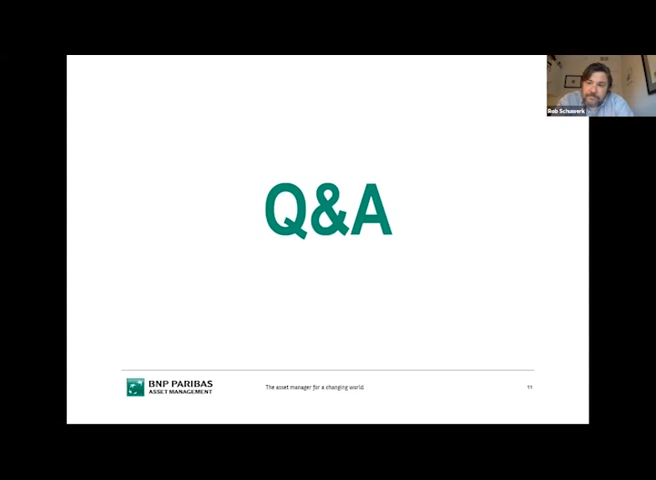 Rob Schuwerk
Q&A
BNP PARIBAS
ASSET MANAGEMENT
The asset manager for a changing world
11